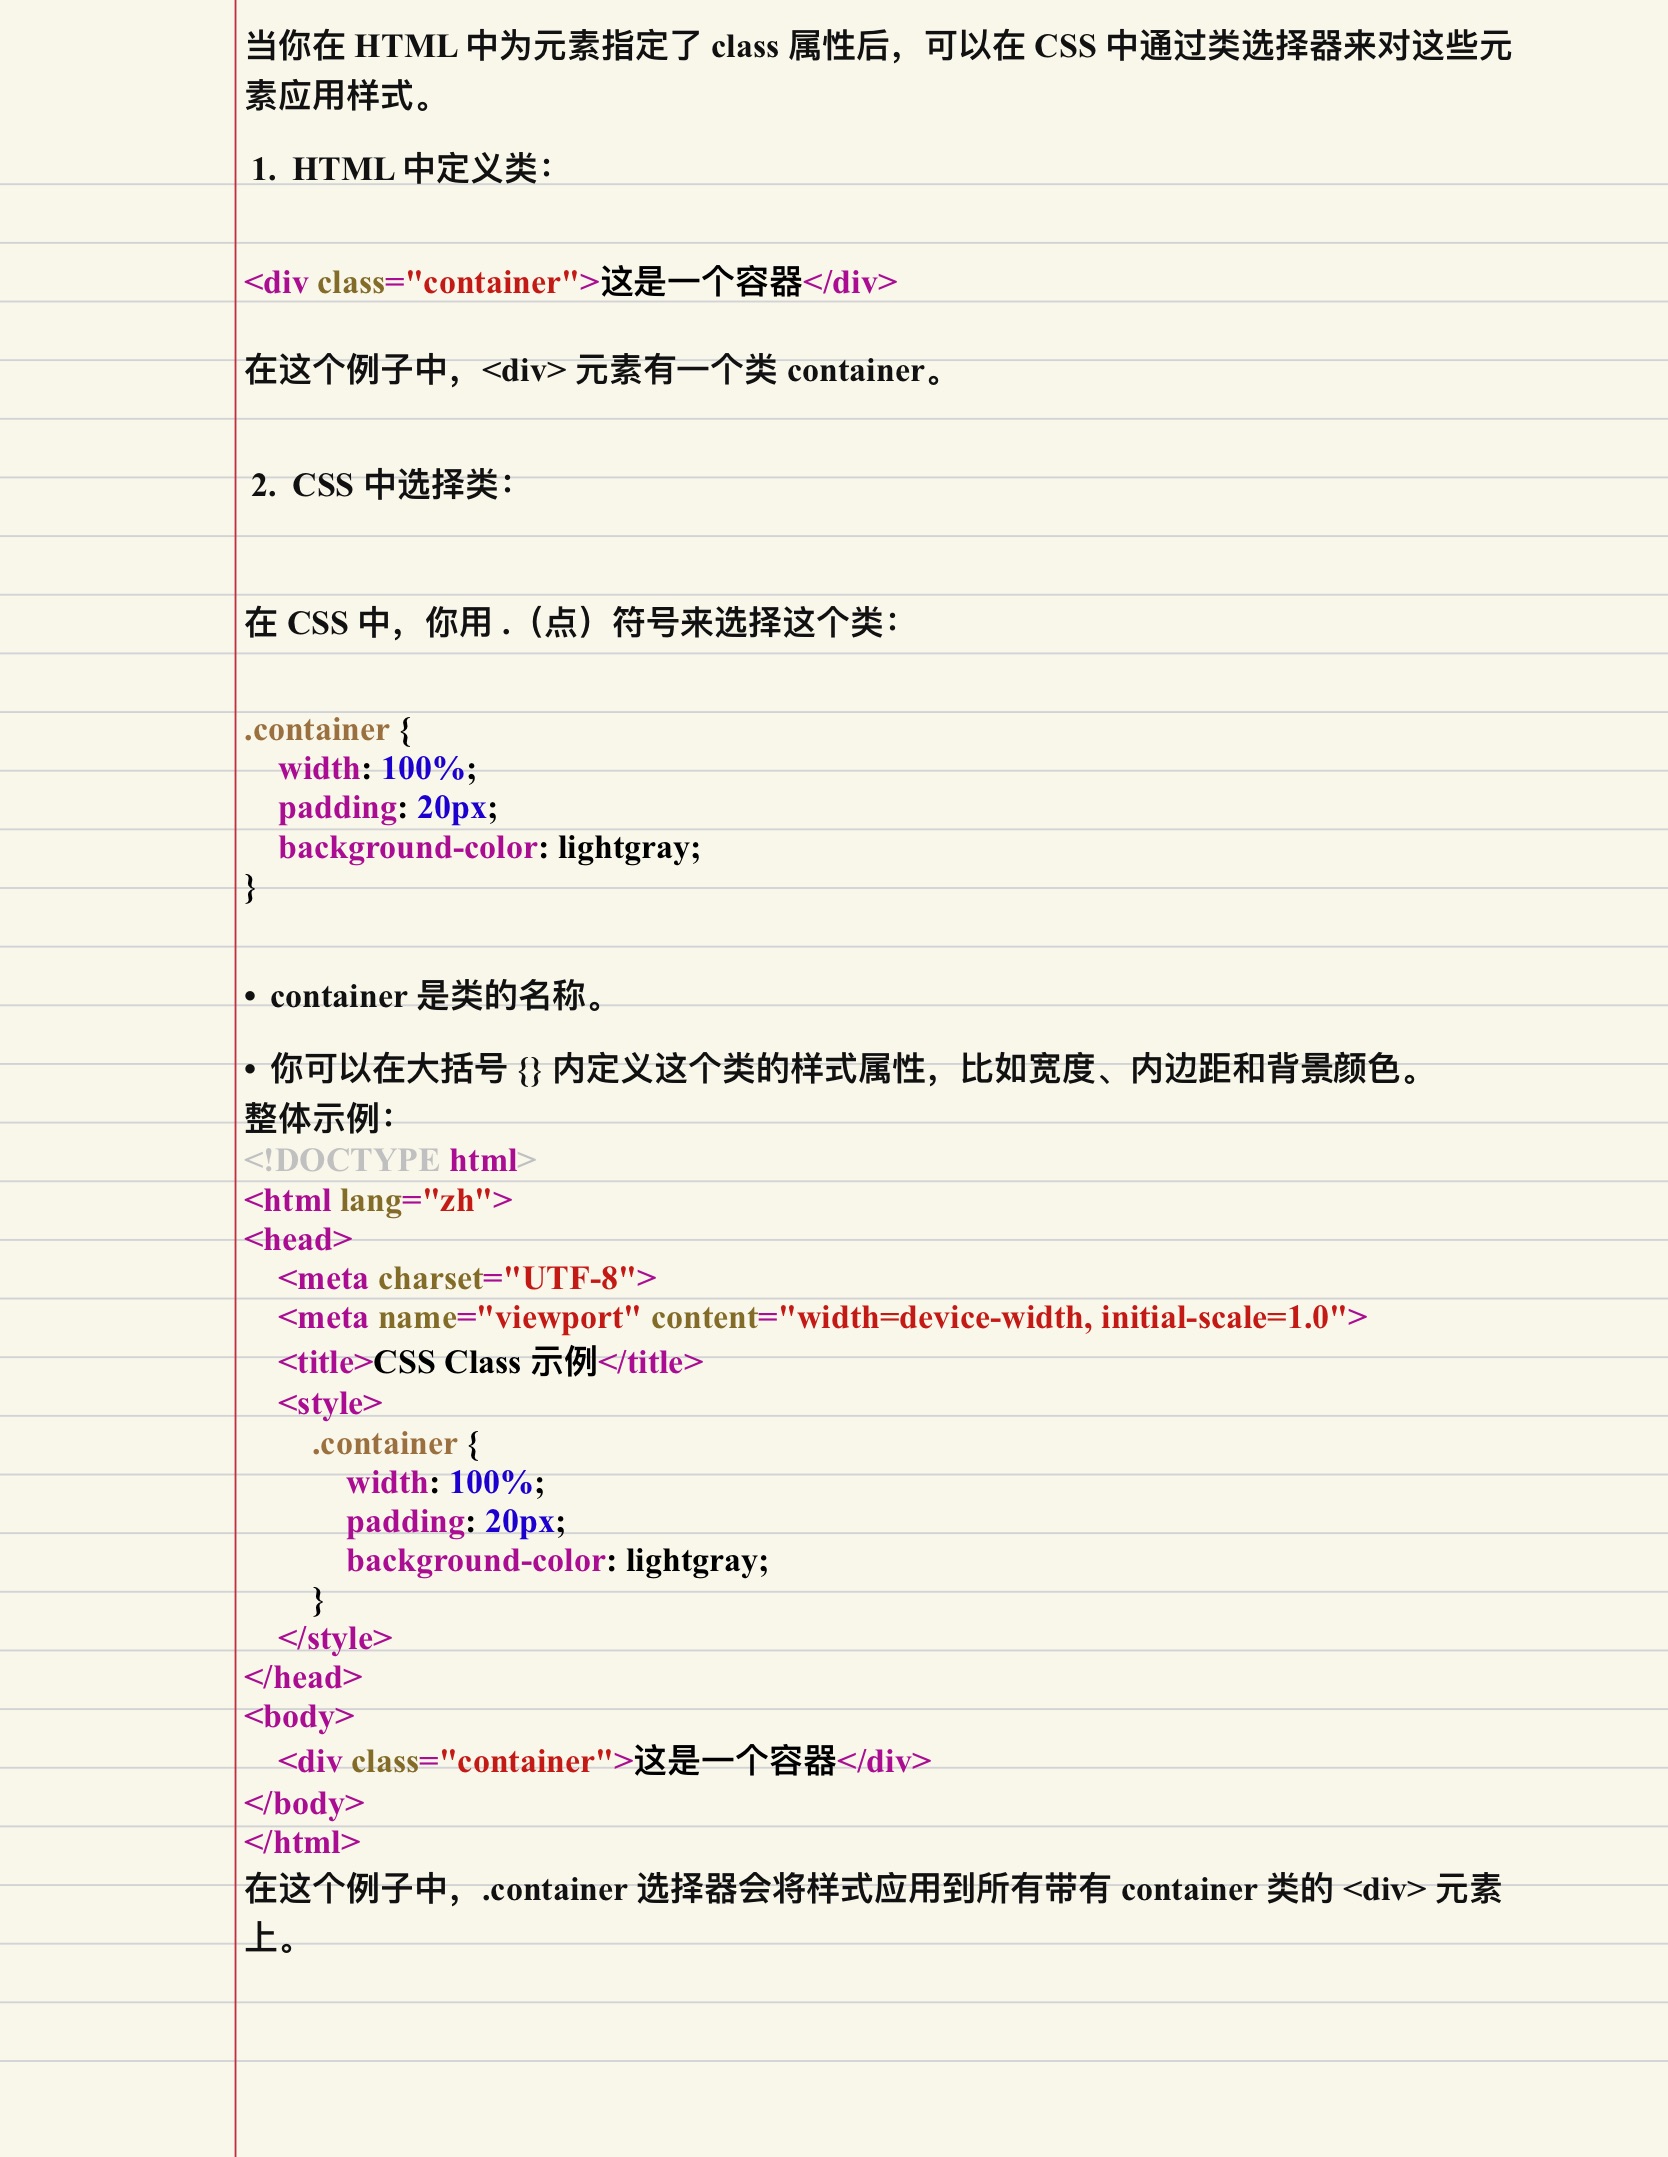 当你在 HTML 中为元素指定了 class 属性后，可以在 CSS 中通过类选择器来对这些元
素应用样式。
1. HTML 中定义类：
<div class="container">这是一个容器</div>
在这个例子中，<div> 元素有一个类 container。
2. CSS 中选择类：
在 CSS 中，你用 .（点）符号来选择这个类：
.container {
    width: 100%;
    padding: 20px;
    background-color: lightgray;
}
• container 是类的名称。
• 你可以在大括号 {} 内定义这个类的样式属性，比如宽度、内边距和背景颜色。
整体示例：
<!DOCTYPE html>
<html lang="zh">
<head>
    <meta charset="UTF-8">
    <meta name="viewport" content="width=device-width, initial-scale=1.0">
    <title>CSS Class 示例</title>
    <style>
        .container {
            width: 100%;
            padding: 20px;
            background-color: lightgray;
        }
    </style>
</head>
<body>
    <div class="container">这是一个容器</div>
</body>
</html>
在这个例子中，.container 选择器会将样式应用到所有带有 container 类的 <div> 元素
上。